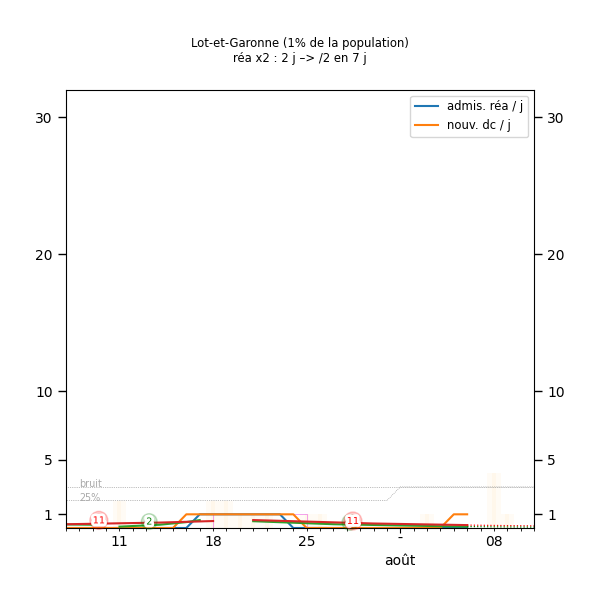 Lot-et-Garonne (1% de la population)
réa x2 : 2 j –> /2 en 7 j
admis. réa / j
nouv. dc / j
30 30
20 20
10 10
5 5
bruit
25%
1 1
11 2 11
11 18 25 - 08
août